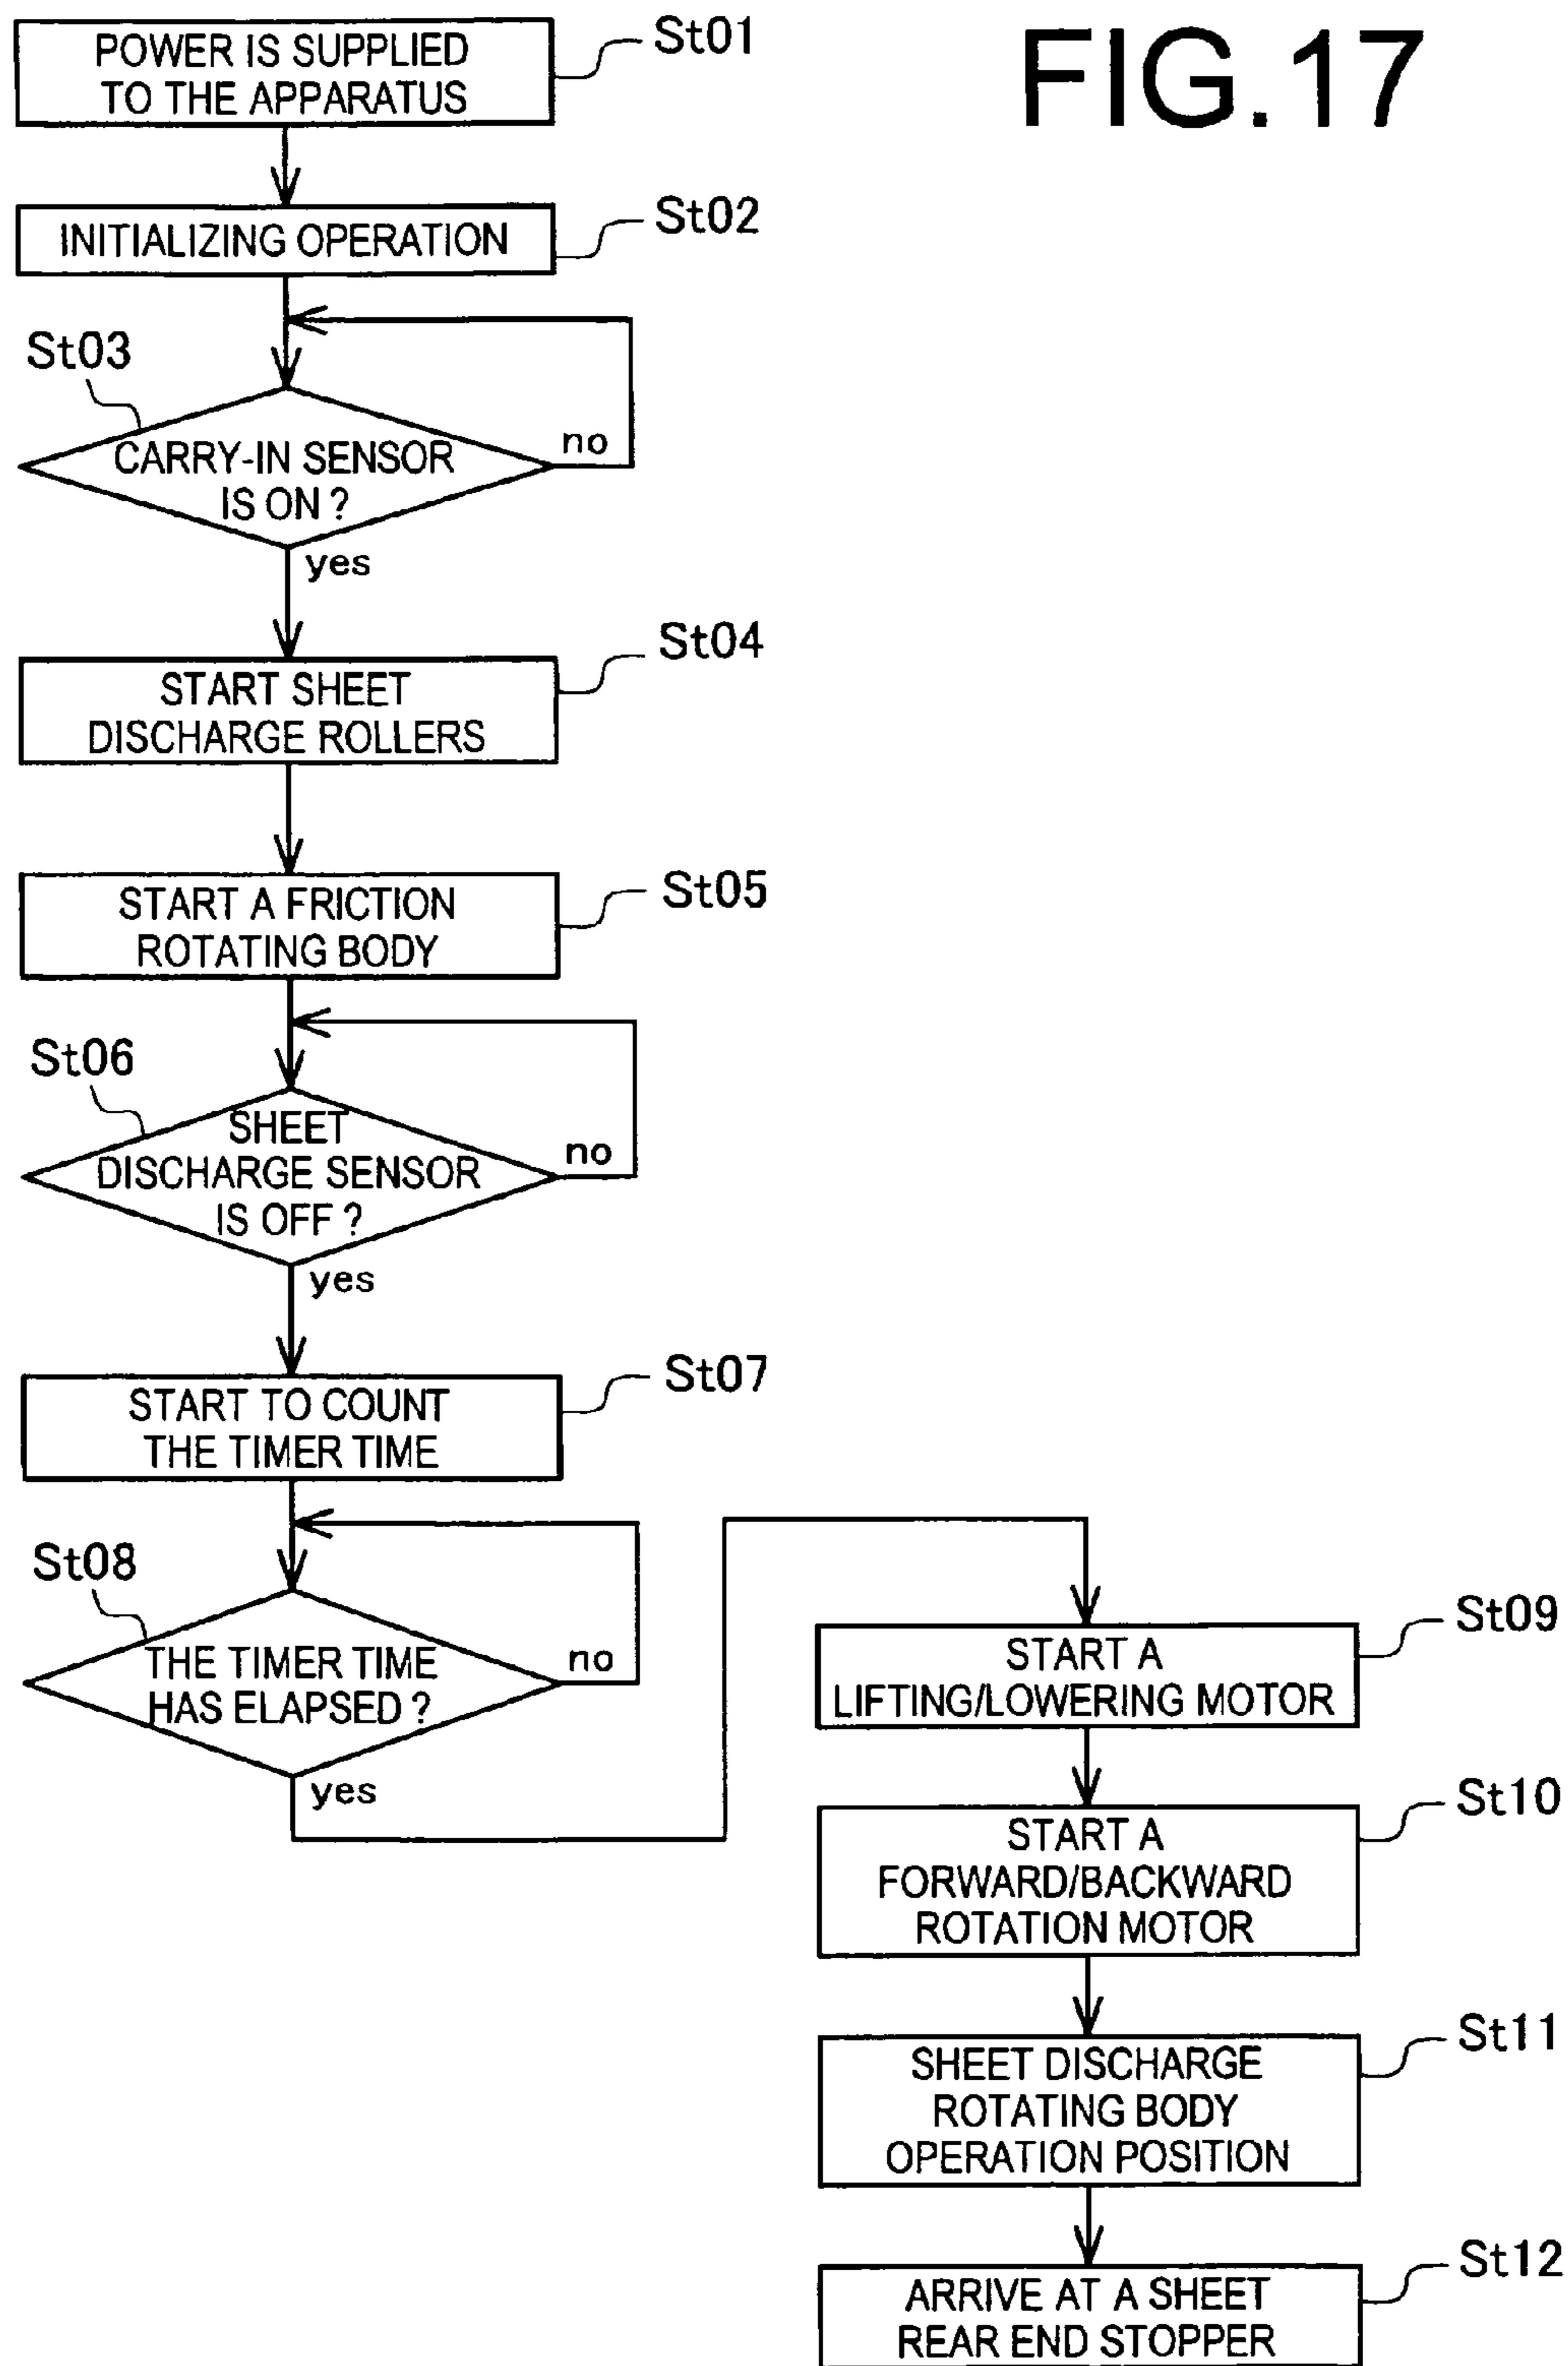 FIG.17
POWER IS SUPPLIED
TO THE APPARATUS
St01
INITIALIZING OPERATION
St02
St03
CARRY-IN SENSOR
IS ON ?
no
yes
START SHEET
DISCHARGE ROLLERS
St04
START A FRICTION
ROTATING BODY
St05
St06
SHEET
DISCHARGE SENSOR
IS OFF ?
no
yes
START TO COUNT
THE TIMER TIME
St07
St08
THE TIMER TIME
HAS ELAPSED ?
no
yes
START A
LIFTING/LOWERING MOTOR
St09
START A
FORWARD/BACKWARD
ROTATION MOTOR
St10
SHEET DISCHARGE
ROTATING BODY
OPERATION POSITION
St11
ARRIVE AT A SHEET
REAR END STOPPER
St12